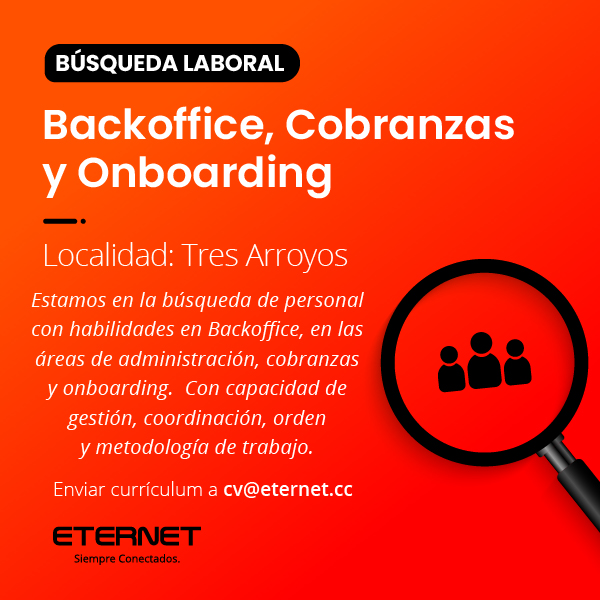 BÚSQUEDA LABORAL
Backoffice, Cobranzas
y Onboarding
Localidad: Tres Arroyos
Estamos en la búsqueda de personal
con habilidades en Backoffice, en las
áreas de administración, cobranzas
y onboarding. Con capacidad de
gestión, coordinación, orden
y metodología de trabajo.
Enviar currículum a cv@eternet.cc
ETERNET
Siempre Conectados.